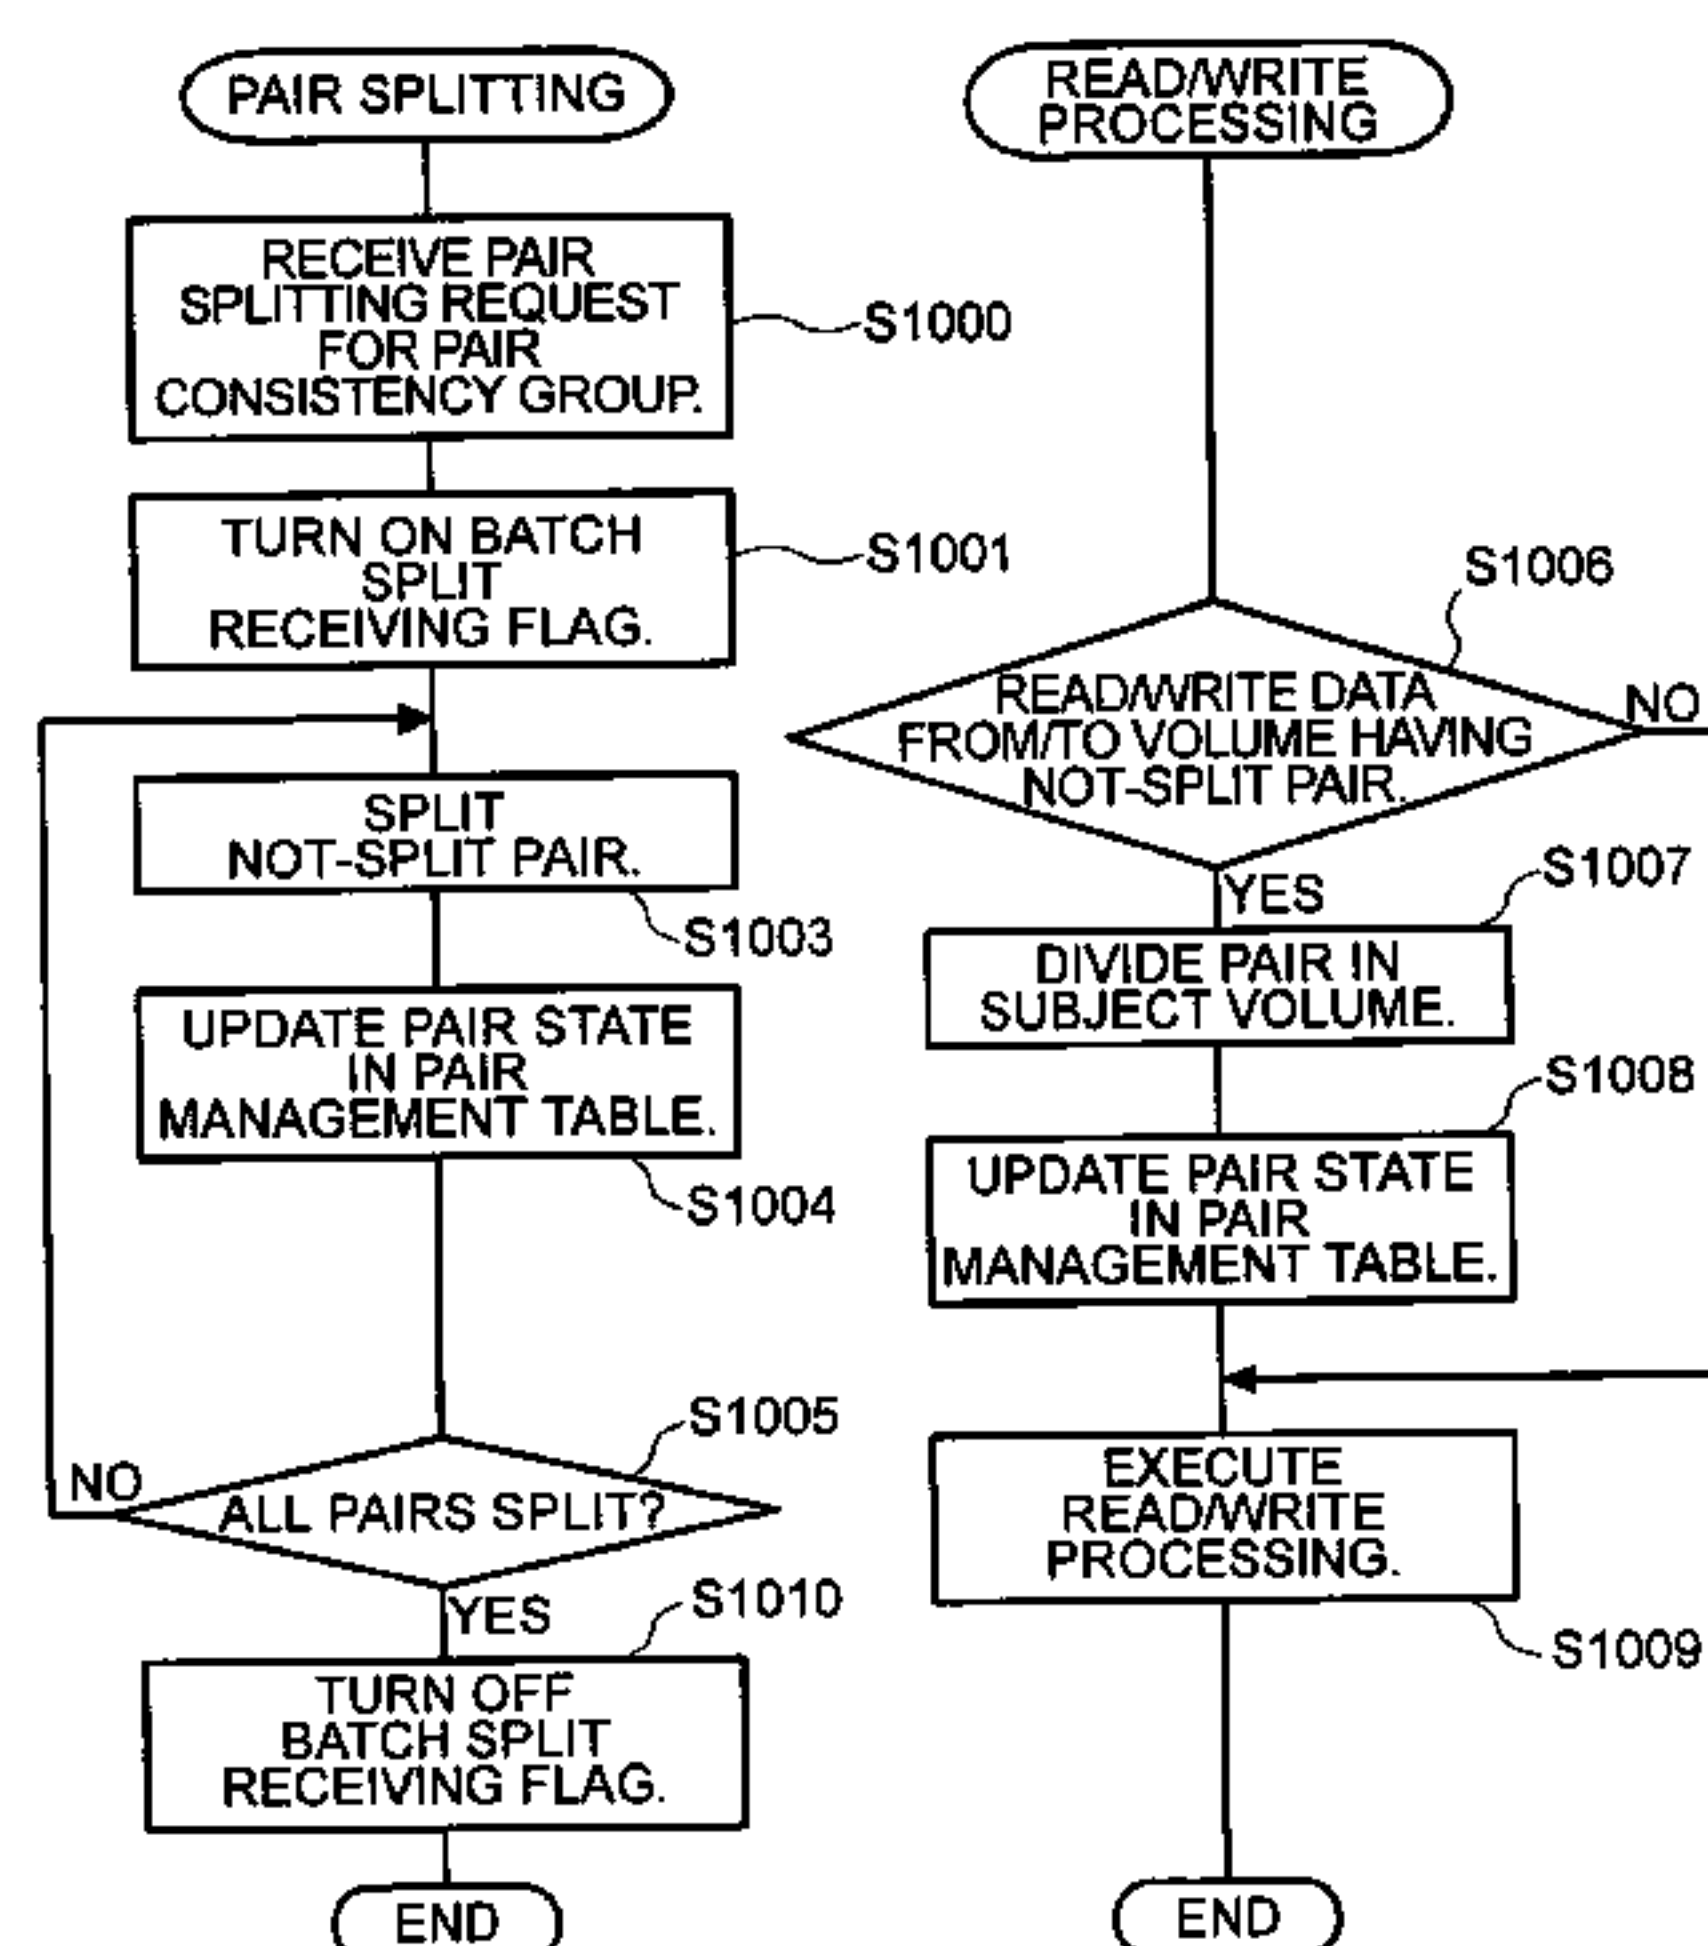 PAIR SPLITTING
RECEIVE PAIR
SPLITTING REQUEST
FOR PAIR
CONSISTENCY GROUP.
S1000
TURN ON BATCH
SPLIT
RECEIVING FLAG.
S1001
SPLIT
NOT-SPLIT PAIR.
S1003
UPDATE PAIR STATE
IN PAIR
MANAGEMENT TABLE.
S1004
S1005
NO
ALL PAIRS SPLIT?
YES
S1010
TURN OFF
BATCH SPLIT
RECEIVING FLAG.
END
READ/WRITE
PROCESSING
S1006
READ/WRITE DATA
FROM/TO VOLUME HAVING
NOT-SPLIT PAIR.
NO
YES
S1007
DIVIDE PAIR IN
SUBJECT VOLUME.
S1008
UPDATE PAIR STATE
IN PAIR
MANAGEMENT TABLE.
EXECUTE
READ/WRITE
PROCESSING.
S1009
END